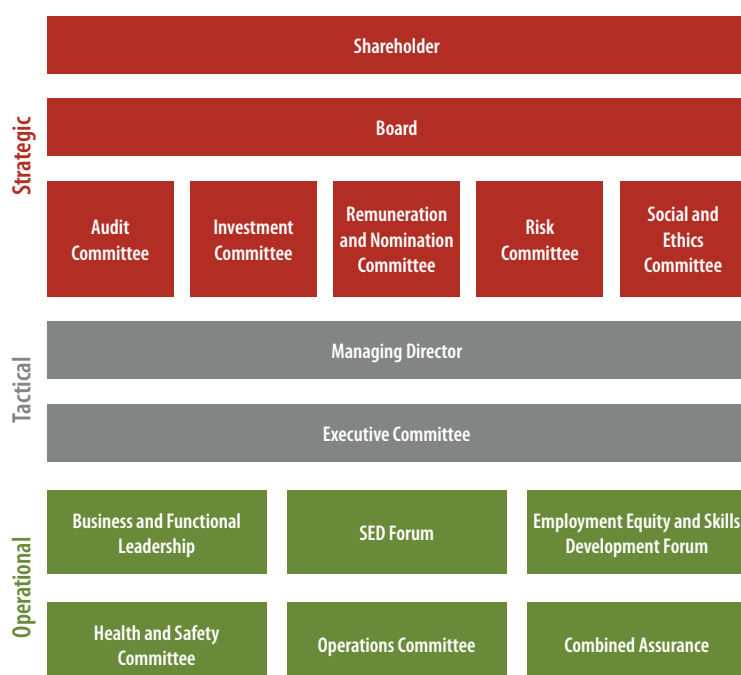 Strategic
Shareholder
Board
Audit
Committee
Investment
Committee
Remuneration
and Nomination
Committee
Risk
Committee
Social and
Ethics
Committee
Tactical
Managing Director
Executive Committee
Operational
Business and Functional
Leadership
SED Forum
Employment Equity and Skills
Development Forum
Health and Safety
Committee
Operations Committee
Combined Assurance